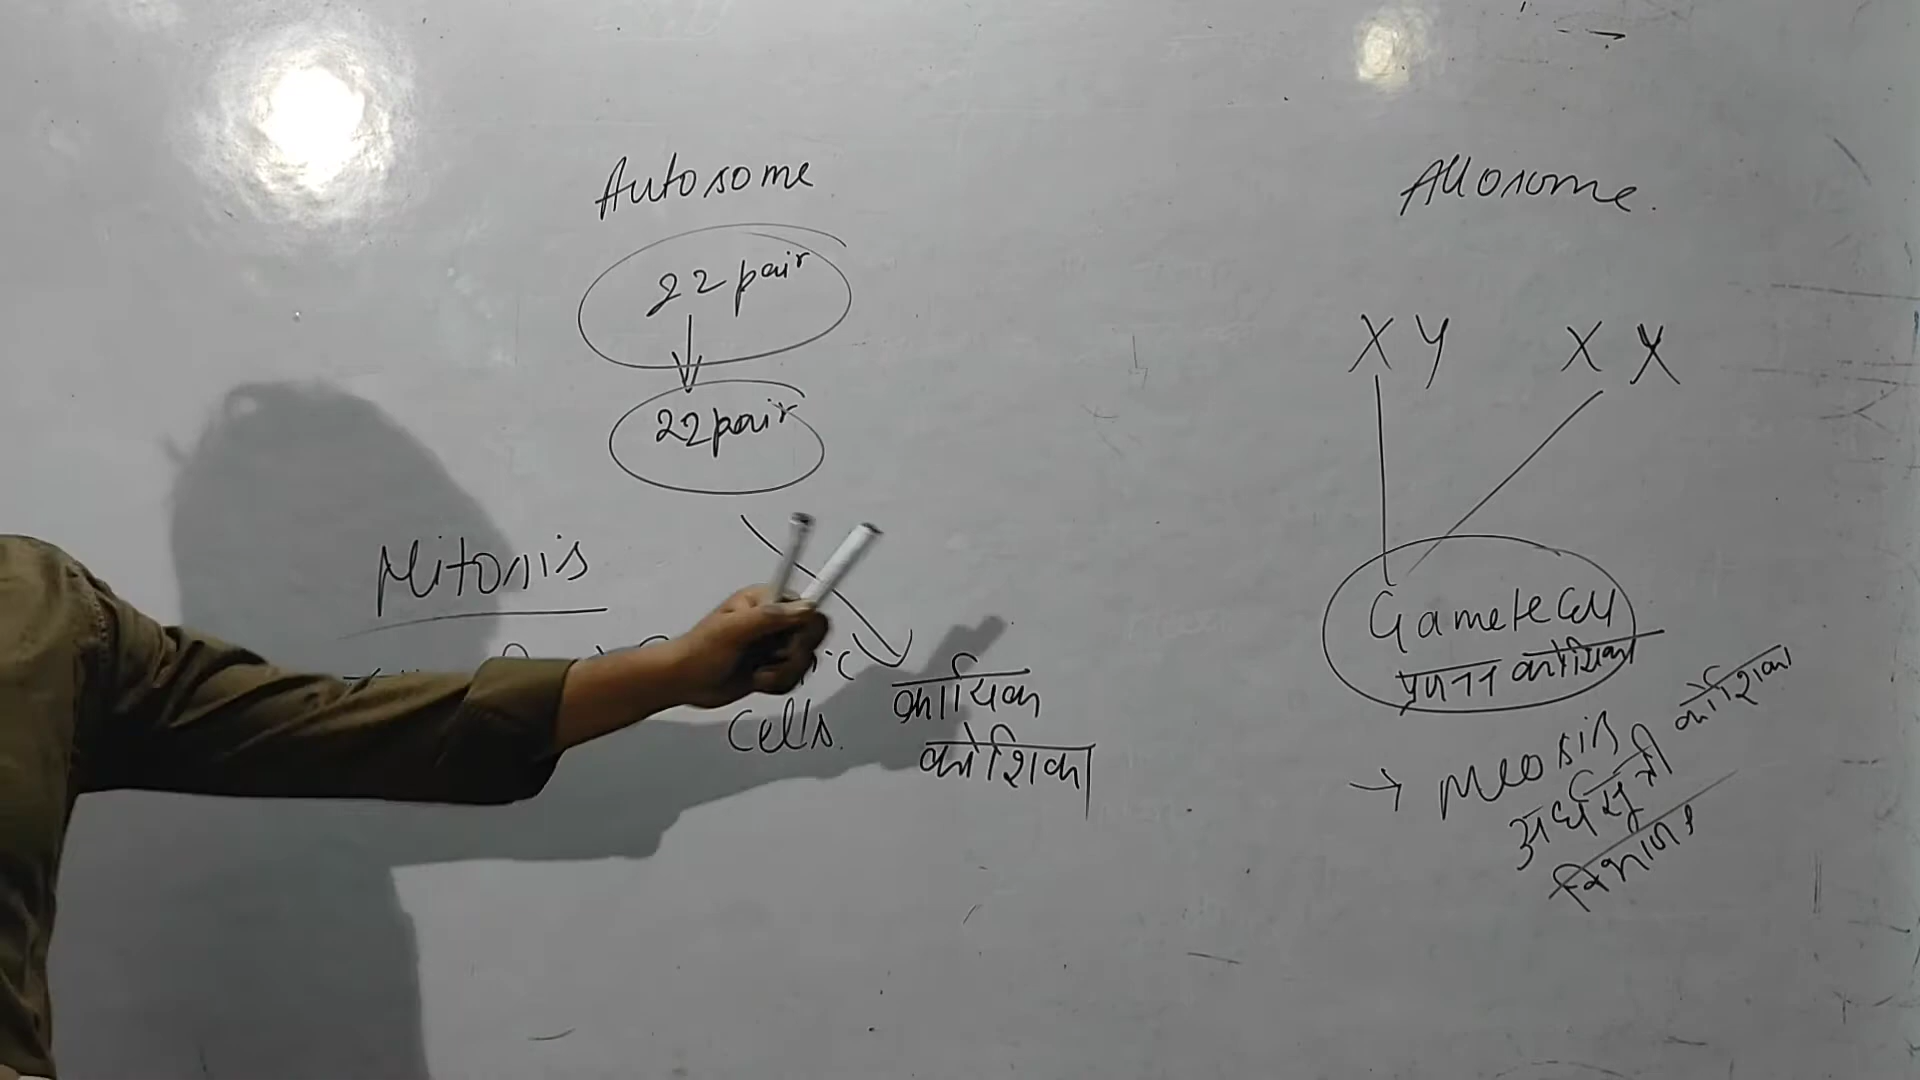 Autosome
22 pair
22 pair
Mitosis
cells.
कायिक
कोशिका
Allosome.
X Y X X
Gamete Cell
युग्मक कोशिका
→ Meosis
अर्धसूत्री कोशिका
विभाजन